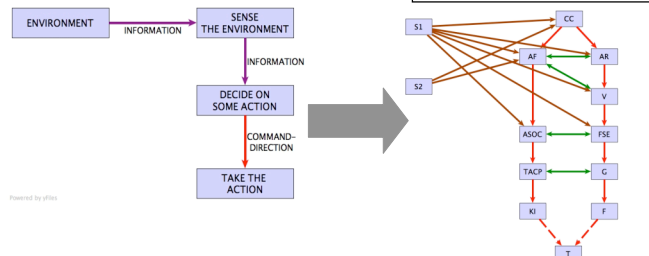 ENVIRONMENT
INFORMATION
SENSE
THE ENVIRONMENT
INFORMATION
DECIDE ON
SOME ACTION
COMMAND-
DIRECTION
TAKE THE
ACTION
Powered by yFiles
CC
S1
AF
AR
S2
V
ASOC
FSE
TACP
G
KI
F
T